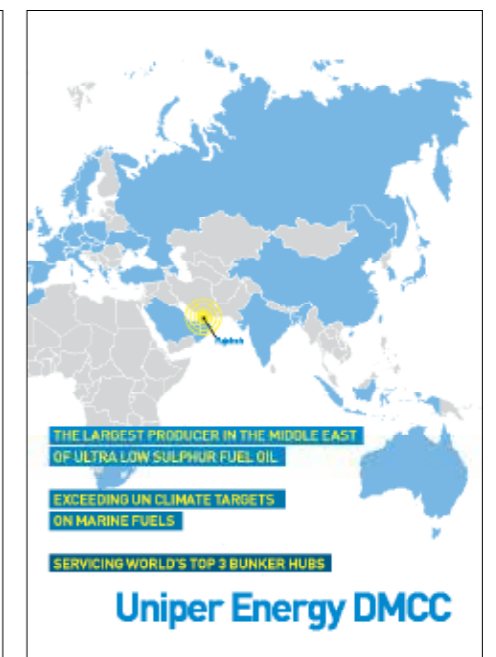 THE LARGEST PRODUCER IN THE MIDDLE EAST
OF ULTRA LOW SULPHUR FUEL OIL
EXCEEDING UN CLIMATE TARGETS
ON MARINE FUELS
SERVICING WORLD'S TOP 3 BUNKER HUBS
Uniper Energy DMCC